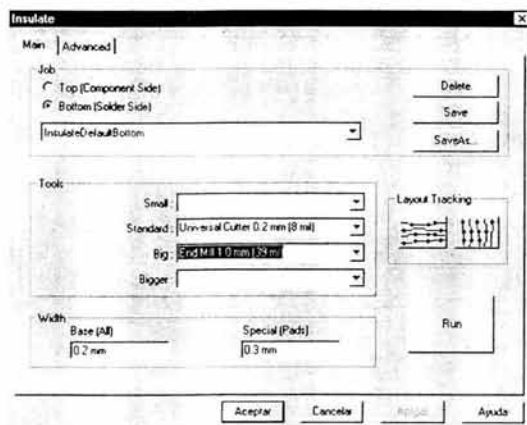 Insulate
Main Advanced
Job
Top (Component Side)
Bottom (Solder Side)
InsulateDefaultBottom
Delete
Save
SaveAs...
Tools
Small :
Standard : Universal Cutter 0.2 mm (8 mil)
Big : End Mill 1.0 mm (39 mil
Bigger
Layout Tracking
Width
Base (All)
0.2 mm
Special (Pads)
0.3 mm
Run
Aceptar Cancelar Aplicar Ayuda